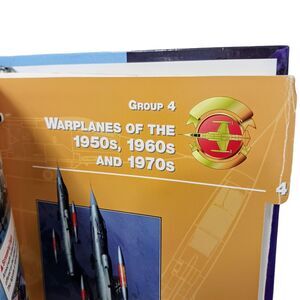 Group 4
Warplanes of the
1950s, 1960s
and 1970s
4